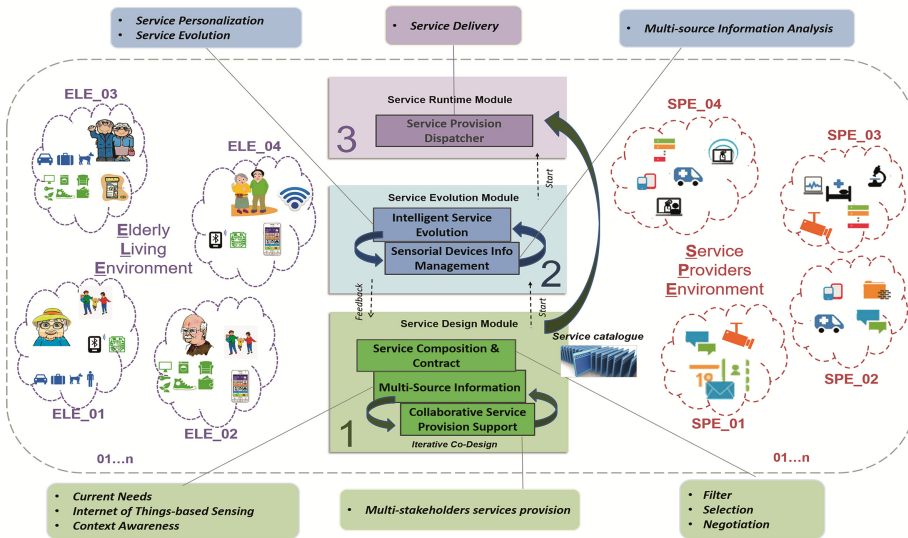 • Service Personalization
• Service Evolution
• Service Delivery
• Multi-source Information Analysis
ELE_03
ELE_04
Elderly
Living
Environment
ELE_01
ELE_02
01...n
Service Runtime Module
Service Provision
Dispatcher
3
Start
Service Evolution Module
Intelligent Service
Evolution
Sensorial Devices Info
Management
2
Feedback
Start
Service Design Module
Service Composition &
Contract
Multi-Source Information
Collaborative Service
Provision Support
1
Iterative Co-Design
Service catalogue
SPE_04
SPE_03
Service
Providers
Environment
SPE_02
SPE_01
19
01...n
• Current Needs
• Internet of Things-based Sensing
• Context Awareness
• Multi-stakeholders services provision
• Filter
• Selection
• Negotiation